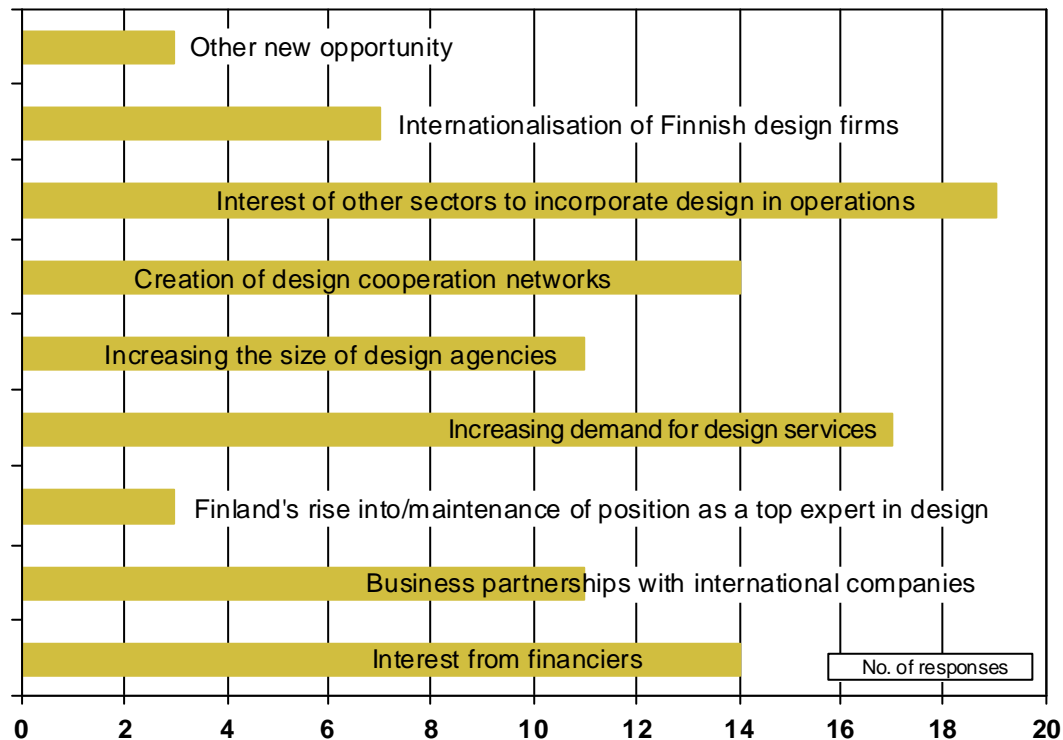 Other new opportunity
Internationalisation of Finnish design firms
Interest of other sectors to incorporate design in operations
Creation of design cooperation networks
Increasing the size of design agencies
Increasing demand for design services
Finland's rise into/maintenance of position as a top expert in design
Business partnerships with international companies
Interest from financiers
No. of responses
0 2 4 6 8 10 12 14 16 18 20